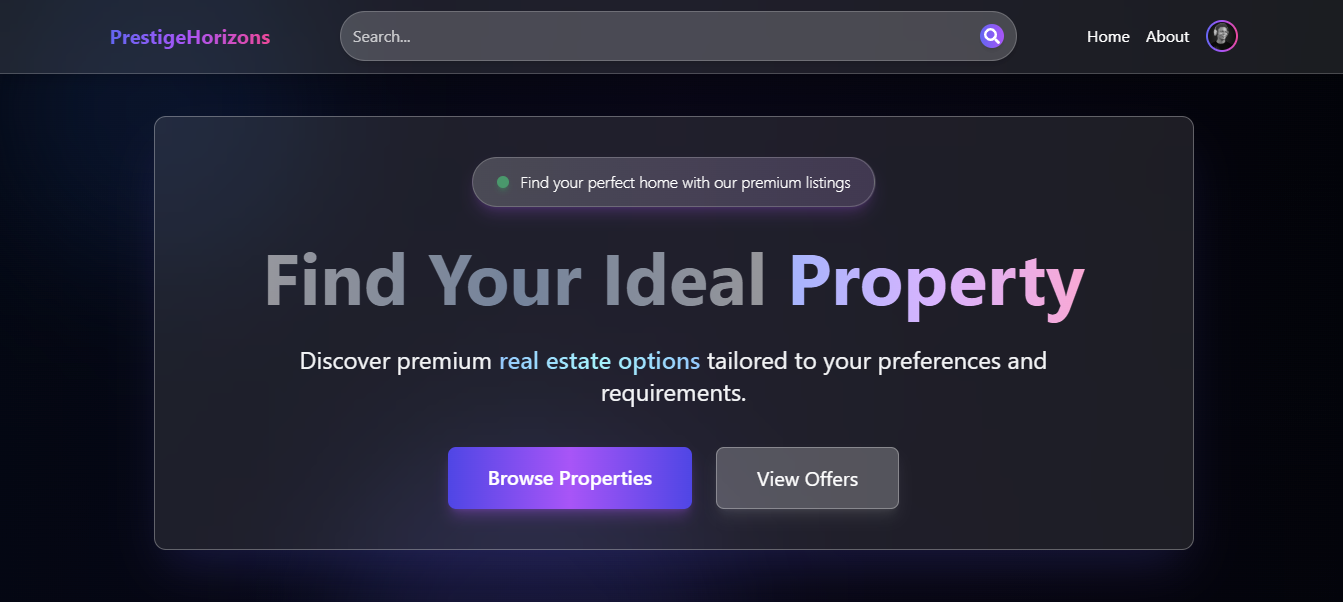 PrestigeHorizons
Search...
Home
About
Find your perfect home with our premium listings
Find Your Ideal Property
Discover premium real estate options tailored to your preferences and
requirements.
Browse Properties
View Offers